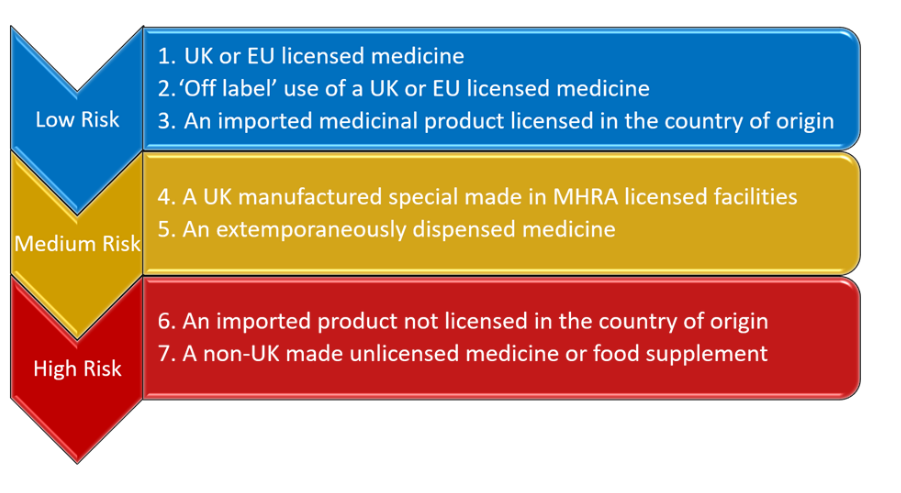 Low Risk
1. UK or EU licensed medicine
2. ‘Off label’ use of a UK or EU licensed medicine
3. An imported medicinal product licensed in the country of origin
Medium Risk
4. A UK manufactured special made in MHRA licensed facilities
5. An extemporaneously dispensed medicine
High Risk
6. An imported product not licensed in the country of origin
7. A non-UK made unlicensed medicine or food supplement